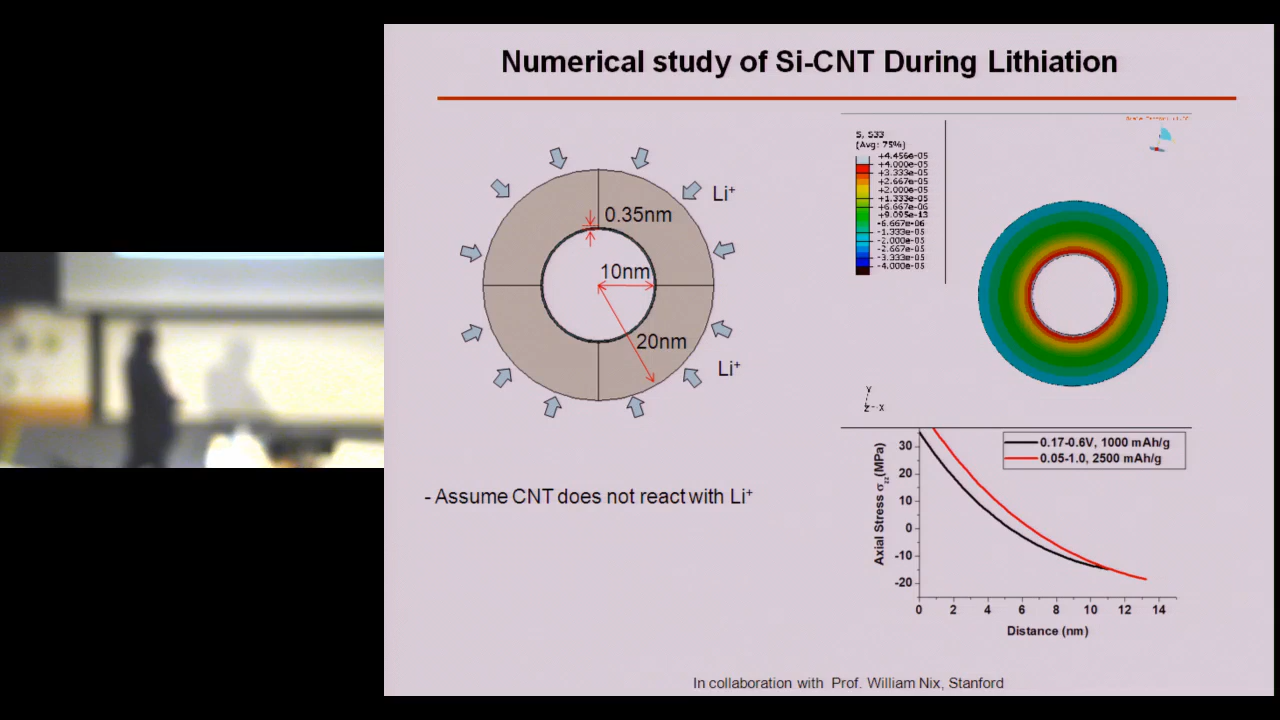 Numerical study of Si-CNT During Lithiation
Li+
0.35nm
10nm
20nm
Li+
- Assume CNT does not react with Li+
S, S33
(Avg: 75%)
+4.456e-05
+4.000e-05
+3.333e-05
+2.667e-05
+2.000e-05
+1.333e-05
+6.667e-06
+9.095e-13
-6.667e-06
-1.333e-05
-2.000e-05
-2.667e-05
-3.333e-05
-4.000e-05
Y
Z X
0.17-0.6V, 1000 mAh/g
0.05-1.0, 2500 mAh/g
Axial Stress σzz(MPa)
30
20
10
0
-10
-20
0 2 4 6 8 10 12 14
Distance (nm)
In collaboration with Prof. William Nix, Stanford